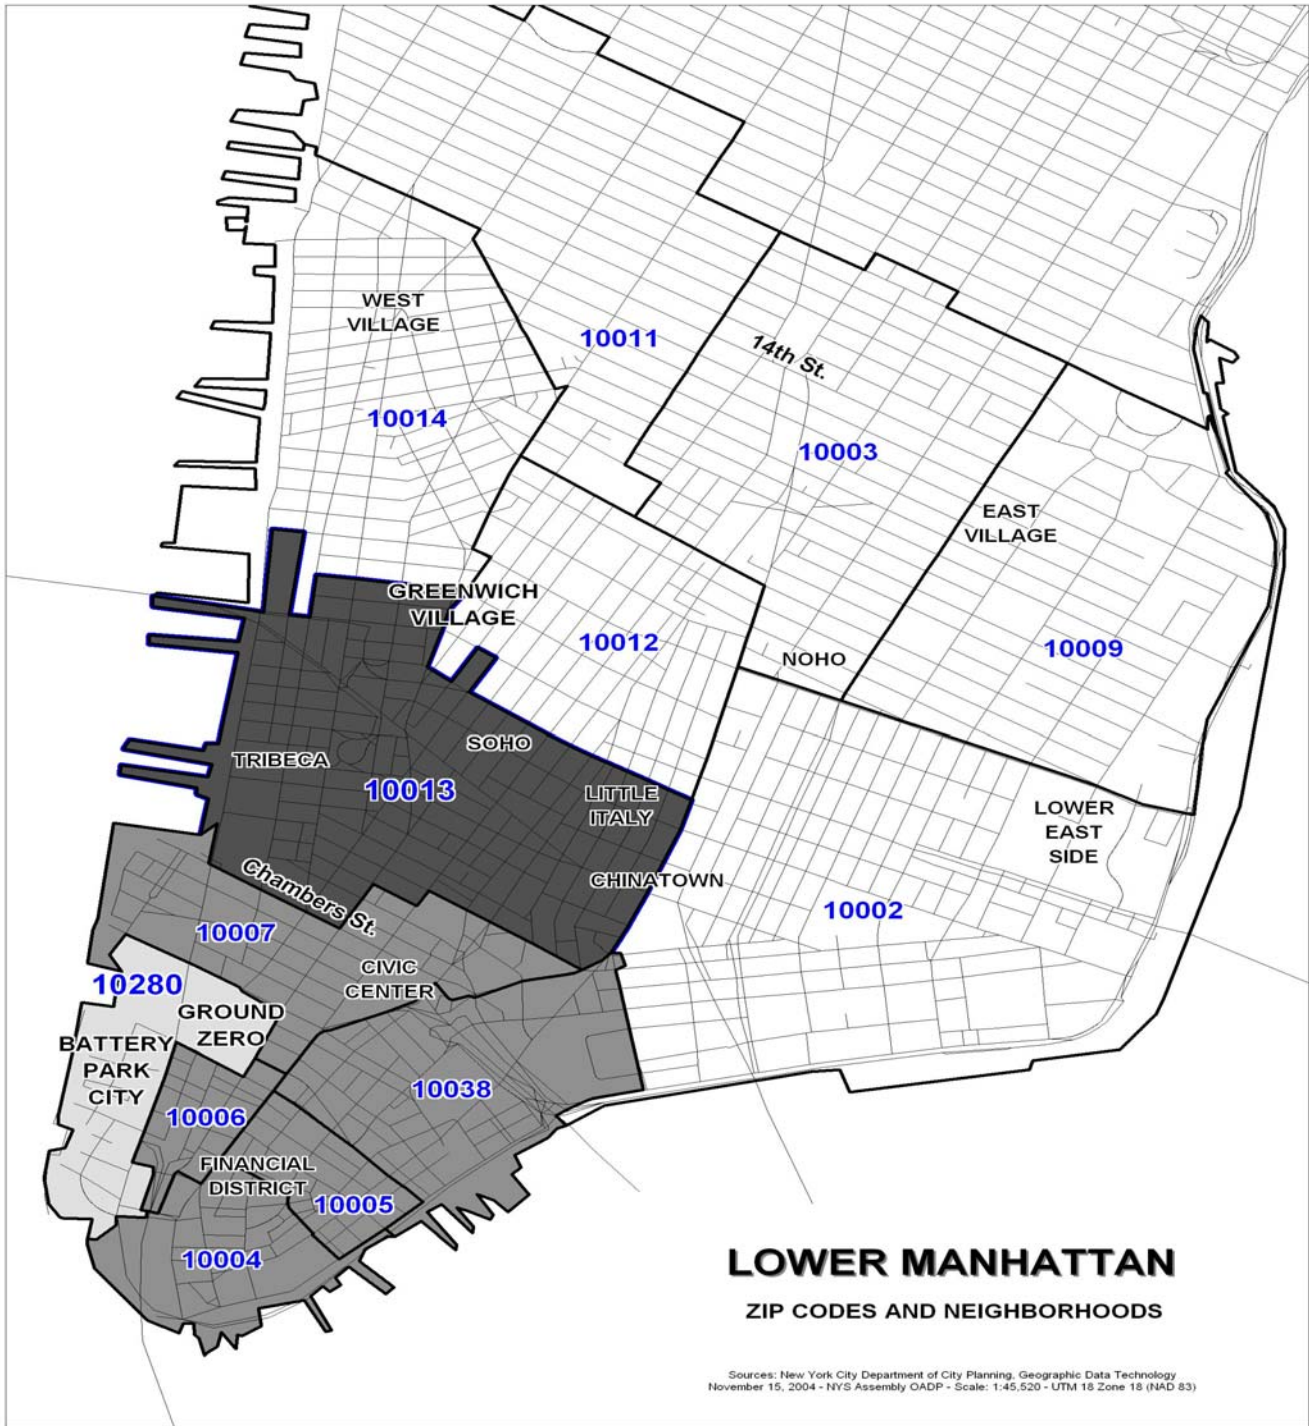 WEST
VILLAGE
10011
14th St.
10014
10003
EAST
VILLAGE
GREENWICH
VILLAGE
10012
NOHO
10009
SOHO
TRIBECA
10013
LITTLE
ITALY
LOWER
EAST
SIDE
CHINATOWN
Chambers St.
10002
10007
CIVIC
CENTER
10280
GROUND
ZERO
BATTERY
PARK
CITY
10038
10006
FINANCIAL
DISTRICT
10005
10004
LOWER MANHATTAN
ZIP CODES AND NEIGHBORHOODS
Sources: New York City Department of City Planning, Geographic Data Technology
November 15, 2004 - NYS Assembly OADP - Scale: 1:45,520 - UTM 18 Zone 18 (NAD 83)